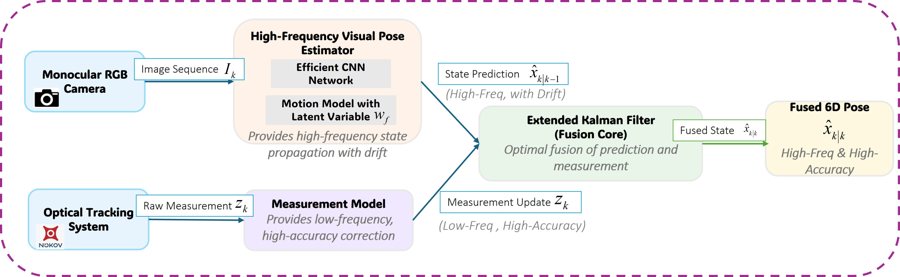 High-Frequency Visual Pose
Estimator
Monocular RGB
Camera
Image Sequence I_k
Efficient CNN
Network
Motion Model with
Latent Variable w_f
Provides high-frequency state
propagation with drift
State Prediction x̂_{k|k-1}
(High-Freq, with Drift)
Extended Kalman Filter
(Fusion Core)
Optimal fusion of prediction and
measurement
Fused State x̂_{k|k}
Fused 6D Pose
x̂_{k|k}
High-Freq & High-
Accuracy
Optical Tracking
System
NOKOV
Raw Measurement z_k
Measurement Model
Provides low-frequency,
high-accuracy correction
Measurement Update z_k
(Low-Freq , High-Accuracy)